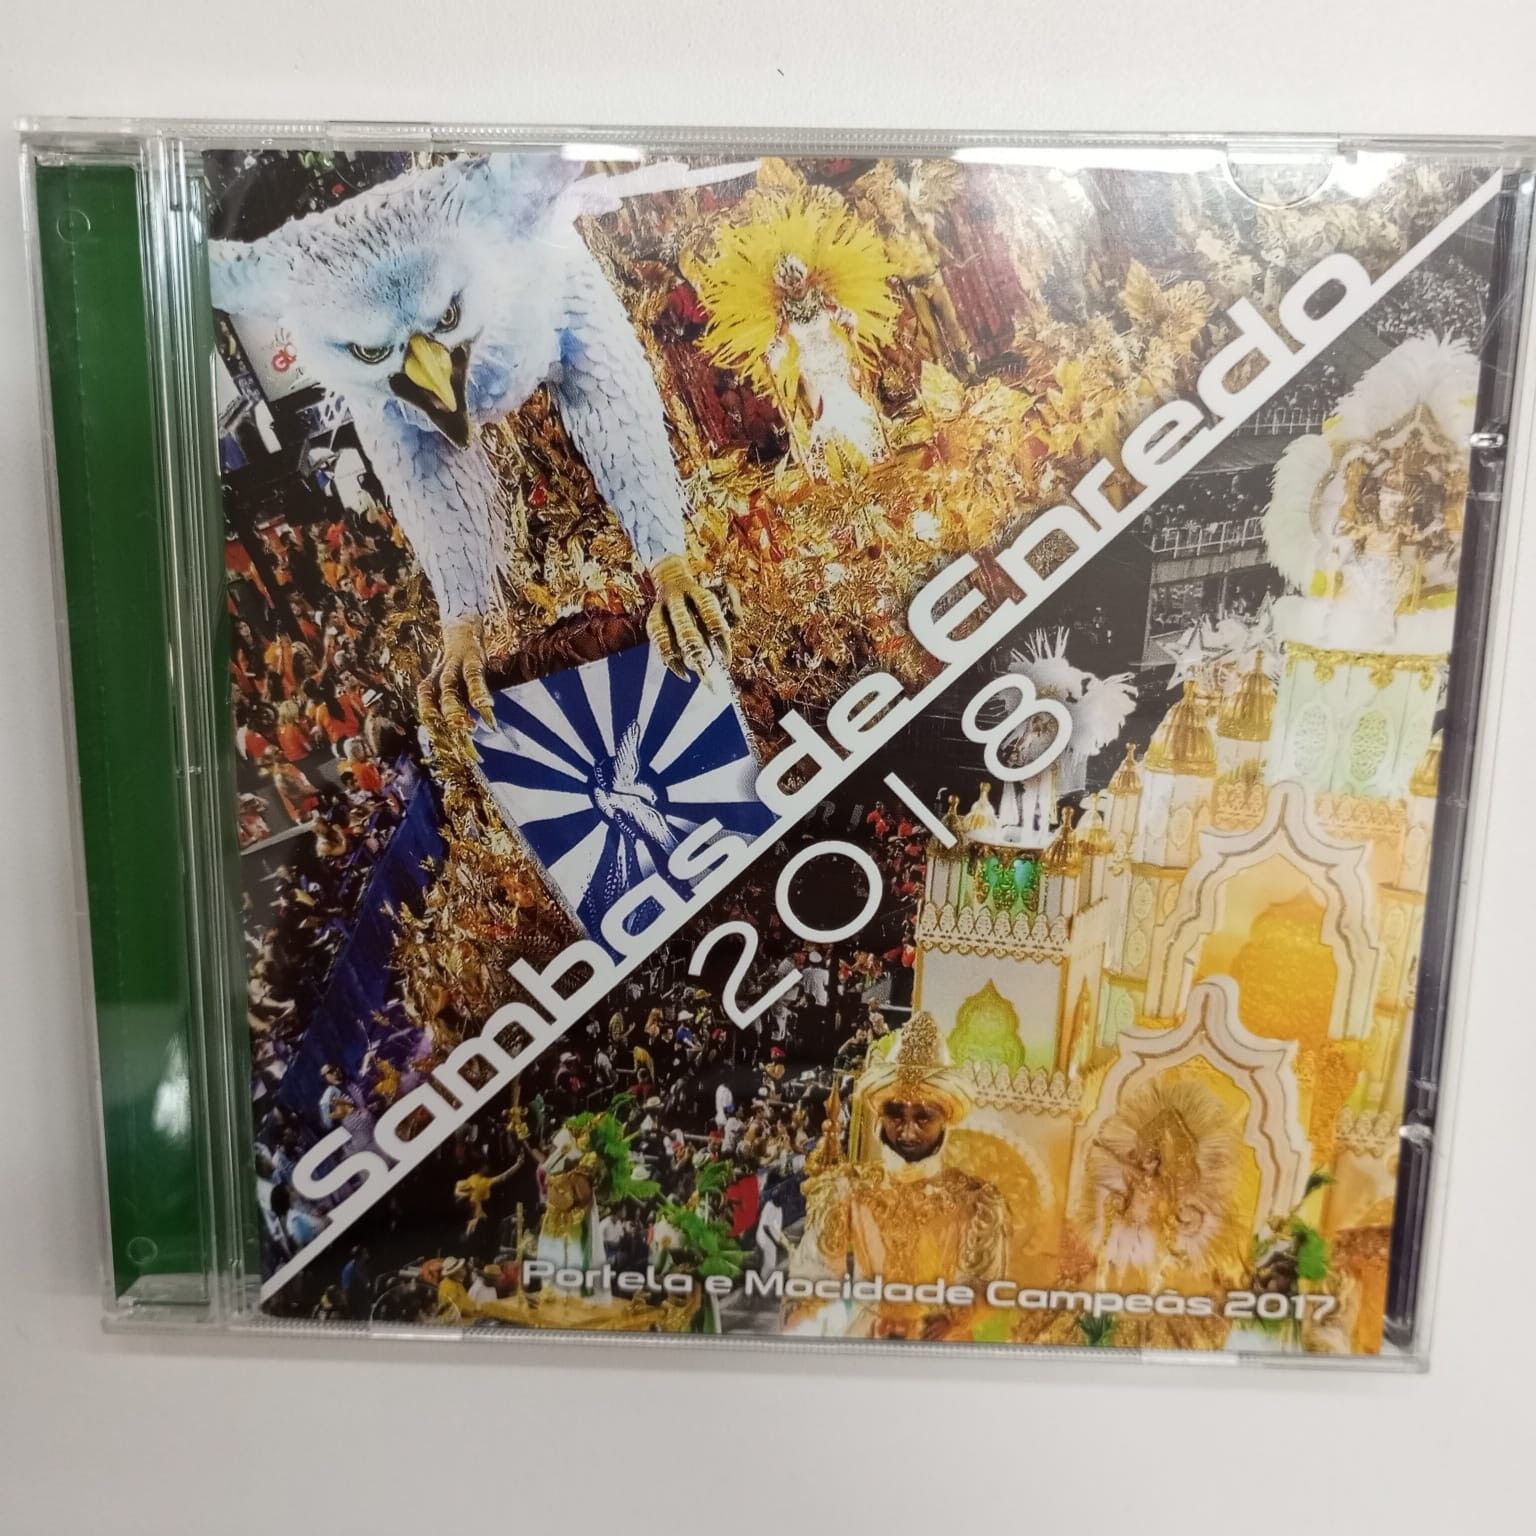 Sambas de Enredo
2018
Portela e Mocidade Campeãs 2017